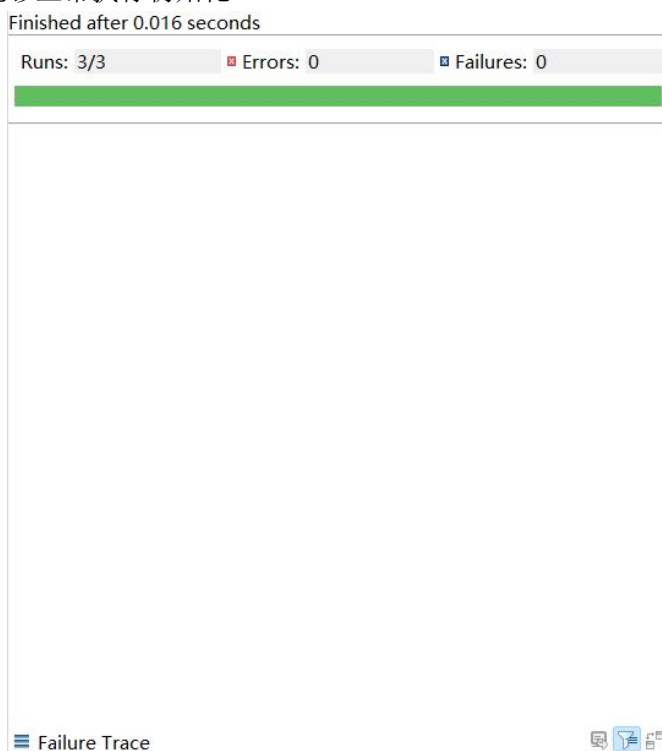 Finished after 0.016 seconds
Runs: 3/3 Errors: 0 Failures: 0
Failure Trace